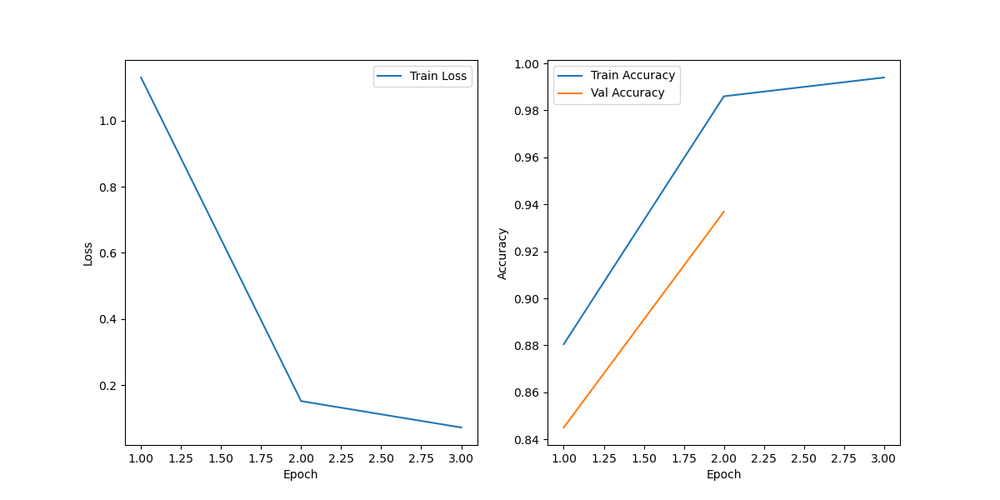 Train Loss
Loss
1.0
0.8
0.6
0.4
0.2
1.00 1.25 1.50 1.75 2.00 2.25 2.50 2.75 3.00
Epoch
Train Accuracy
Val Accuracy
Accuracy
1.00
0.98
0.96
0.94
0.92
0.90
0.88
0.86
0.84
1.00 1.25 1.50 1.75 2.00 2.25 2.50 2.75 3.00
Epoch